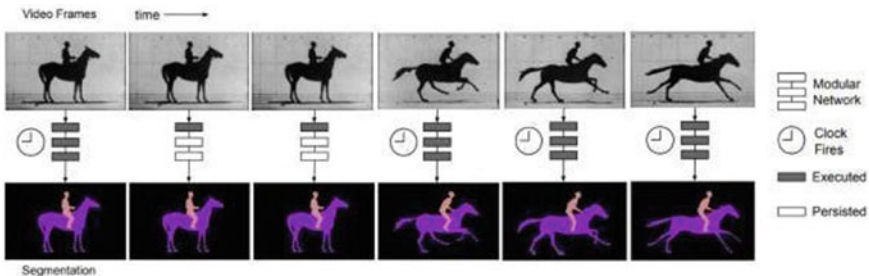 Video Frames
time
Modular
Network
Clock
Fires
Executed
Persisted
Segmentation